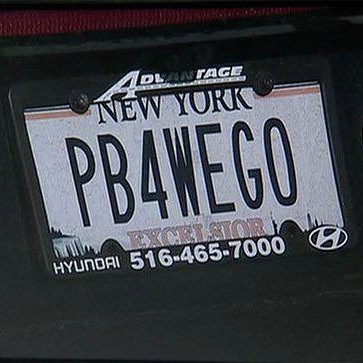 ADVANTAGE
NEW YORK
PB4WEGO
EXCELSIOR
HYUNDAI 516-465-7000